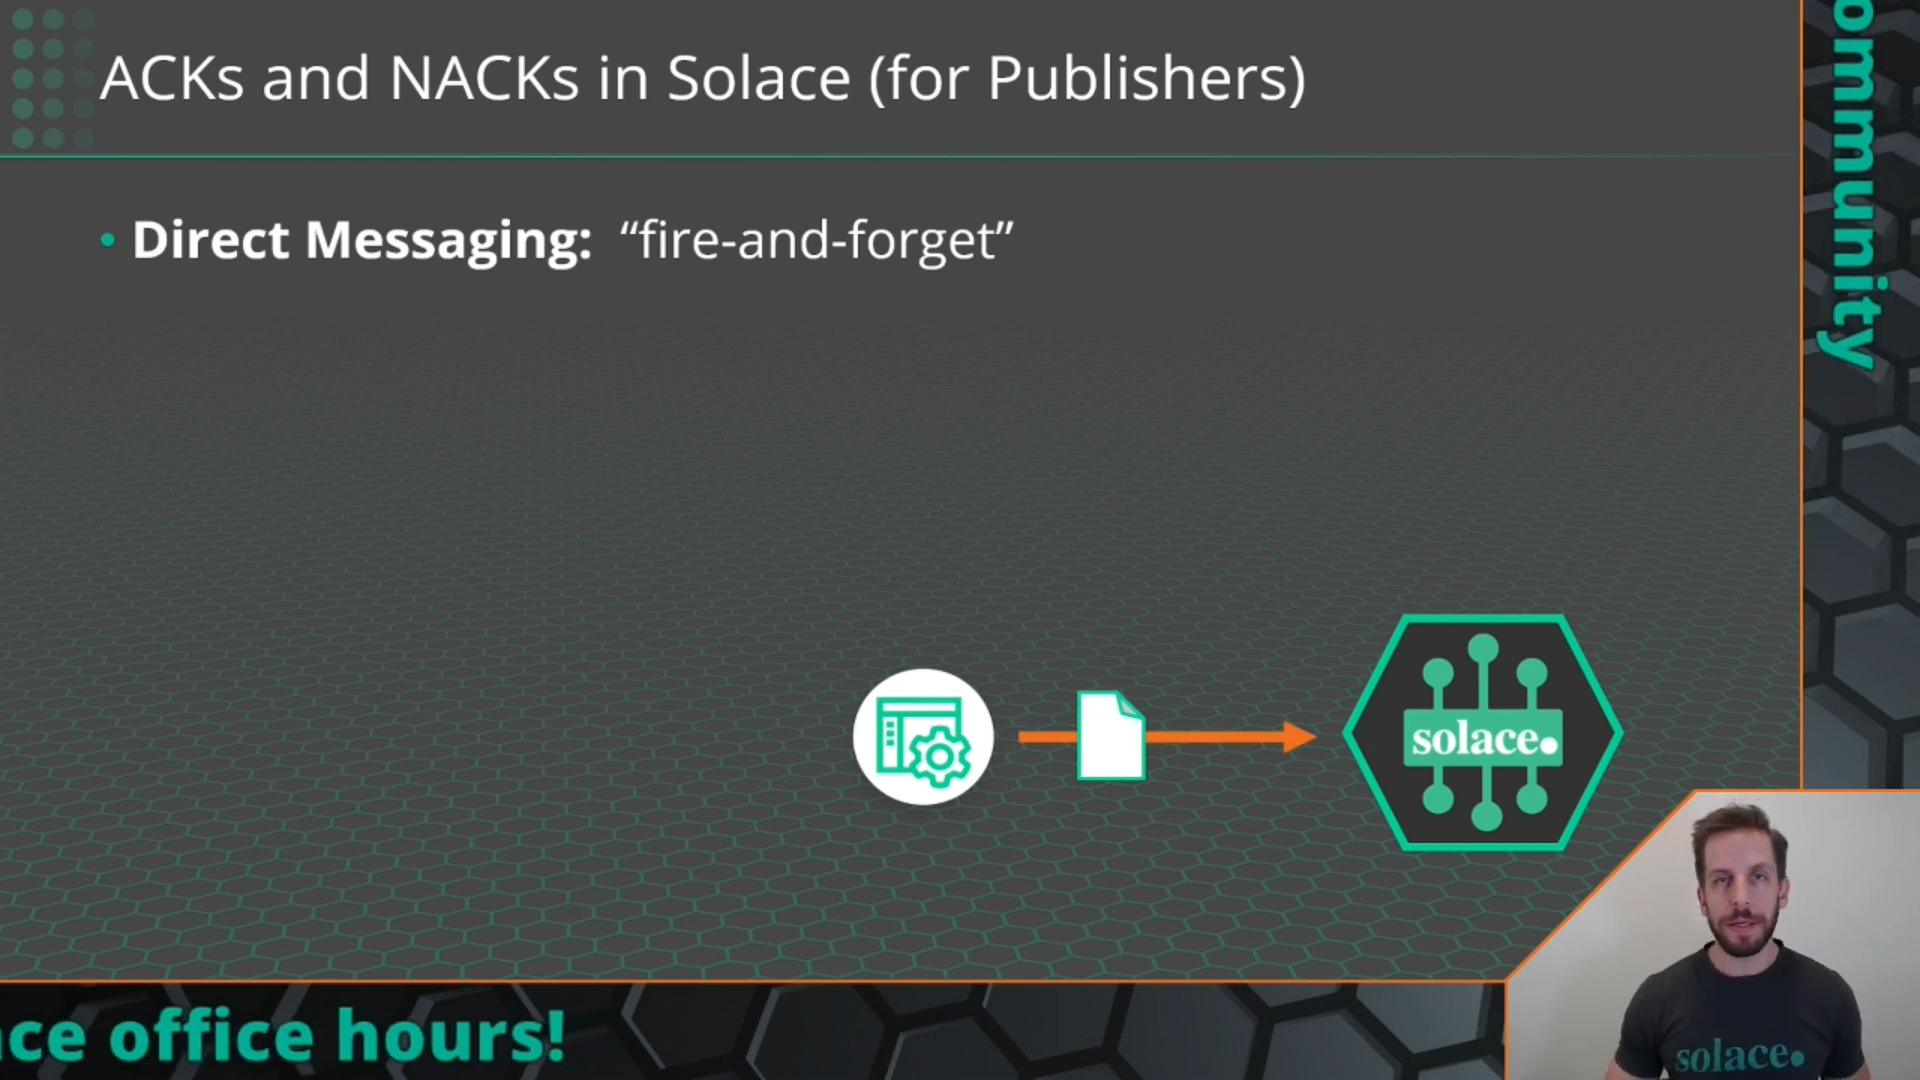 ACKs and NACKs in Solace (for Publishers)
• Direct Messaging: “fire-and-forget”
solace.
ommunity
ce office hours!
solace.